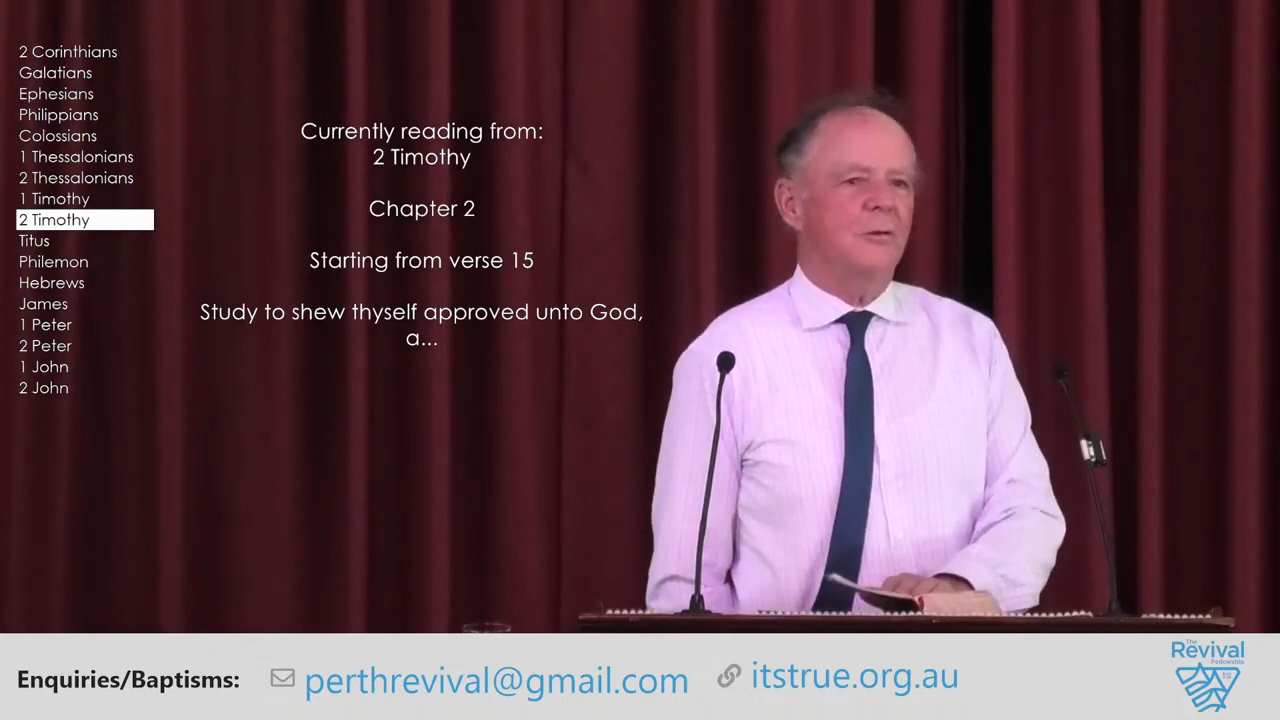 2 Corinthians
Galatians
Ephesians
Philippians
Colossians
1 Thessalonians
2 Thessalonians
1 Timothy
2 Timothy
Titus
Philemon
Hebrews
James
1 Peter
2 Peter
1 John
2 John
Currently reading from:
2 Timothy
Chapter 2
Starting from verse 15
Study to shew thyself approved unto God,
a...
Enquiries/Baptisms:
perthrevival@gmail.com
itstrue.org.au
The
Revival
Fellowship